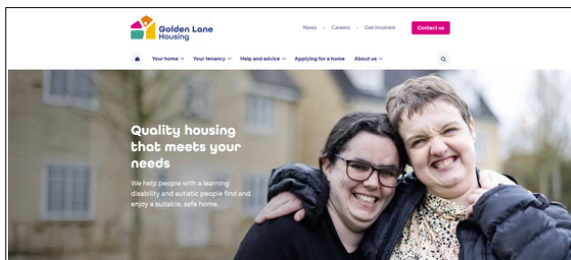 Golden Lane
Housing
News
Careers
Get involved
Contact us
Your home
Your tenancy
Help and advice
Applying for a home
About us
Quality housing
that meets your
needs
We help people with a learning
disability and autistic people find and
enjoy a suitable, safe home.